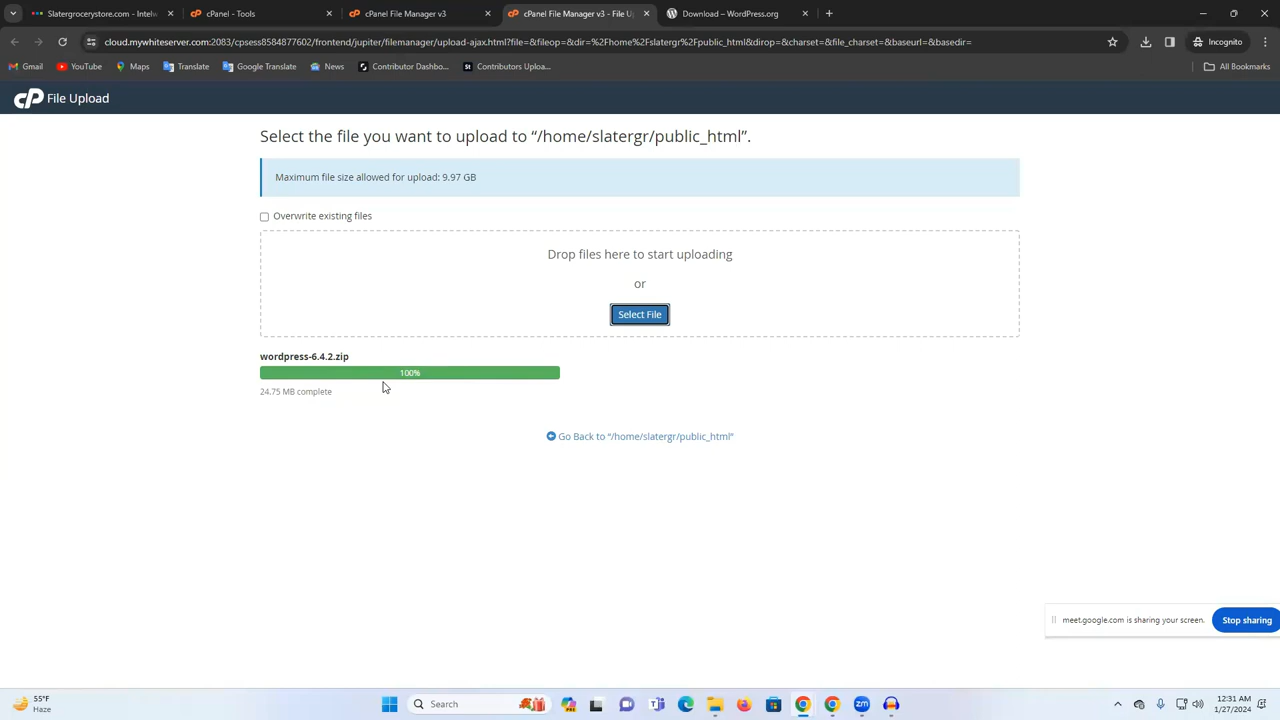 Slatergrocerystore.com - Intelw
cPanel - Tools
cPanel File Manager v3
cPanel File Manager v3 - File U
Download – WordPress.org
cloud.mywhiteserver.com:2083/cpsess8584877602/frontend/jupiter/filemanager/upload-ajax.html?file=&fileop=&dir=%2Fhome%2Fslatergr%2Fpublic_html&dirop=&charset=&file_charset=&baseurl=&basedir=
Incognito
Gmail
YouTube
Maps
Translate
Google Translate
News
Contributor Dashbo...
Contributors Uploa...
All Bookmarks
cP File Upload
Select the file you want to upload to “/home/slatergr/public_html”.
Maximum file size allowed for upload: 9.97 GB
Overwrite existing files
Drop files here to start uploading
or
Select File
wordpress-6.4.2.zip
100%
24.75 MB complete
Go Back to “/home/slatergr/public_html”
meet.google.com is sharing your screen.
Stop sharing
55°F
Haze
Search
12:31 AM
1/27/2024